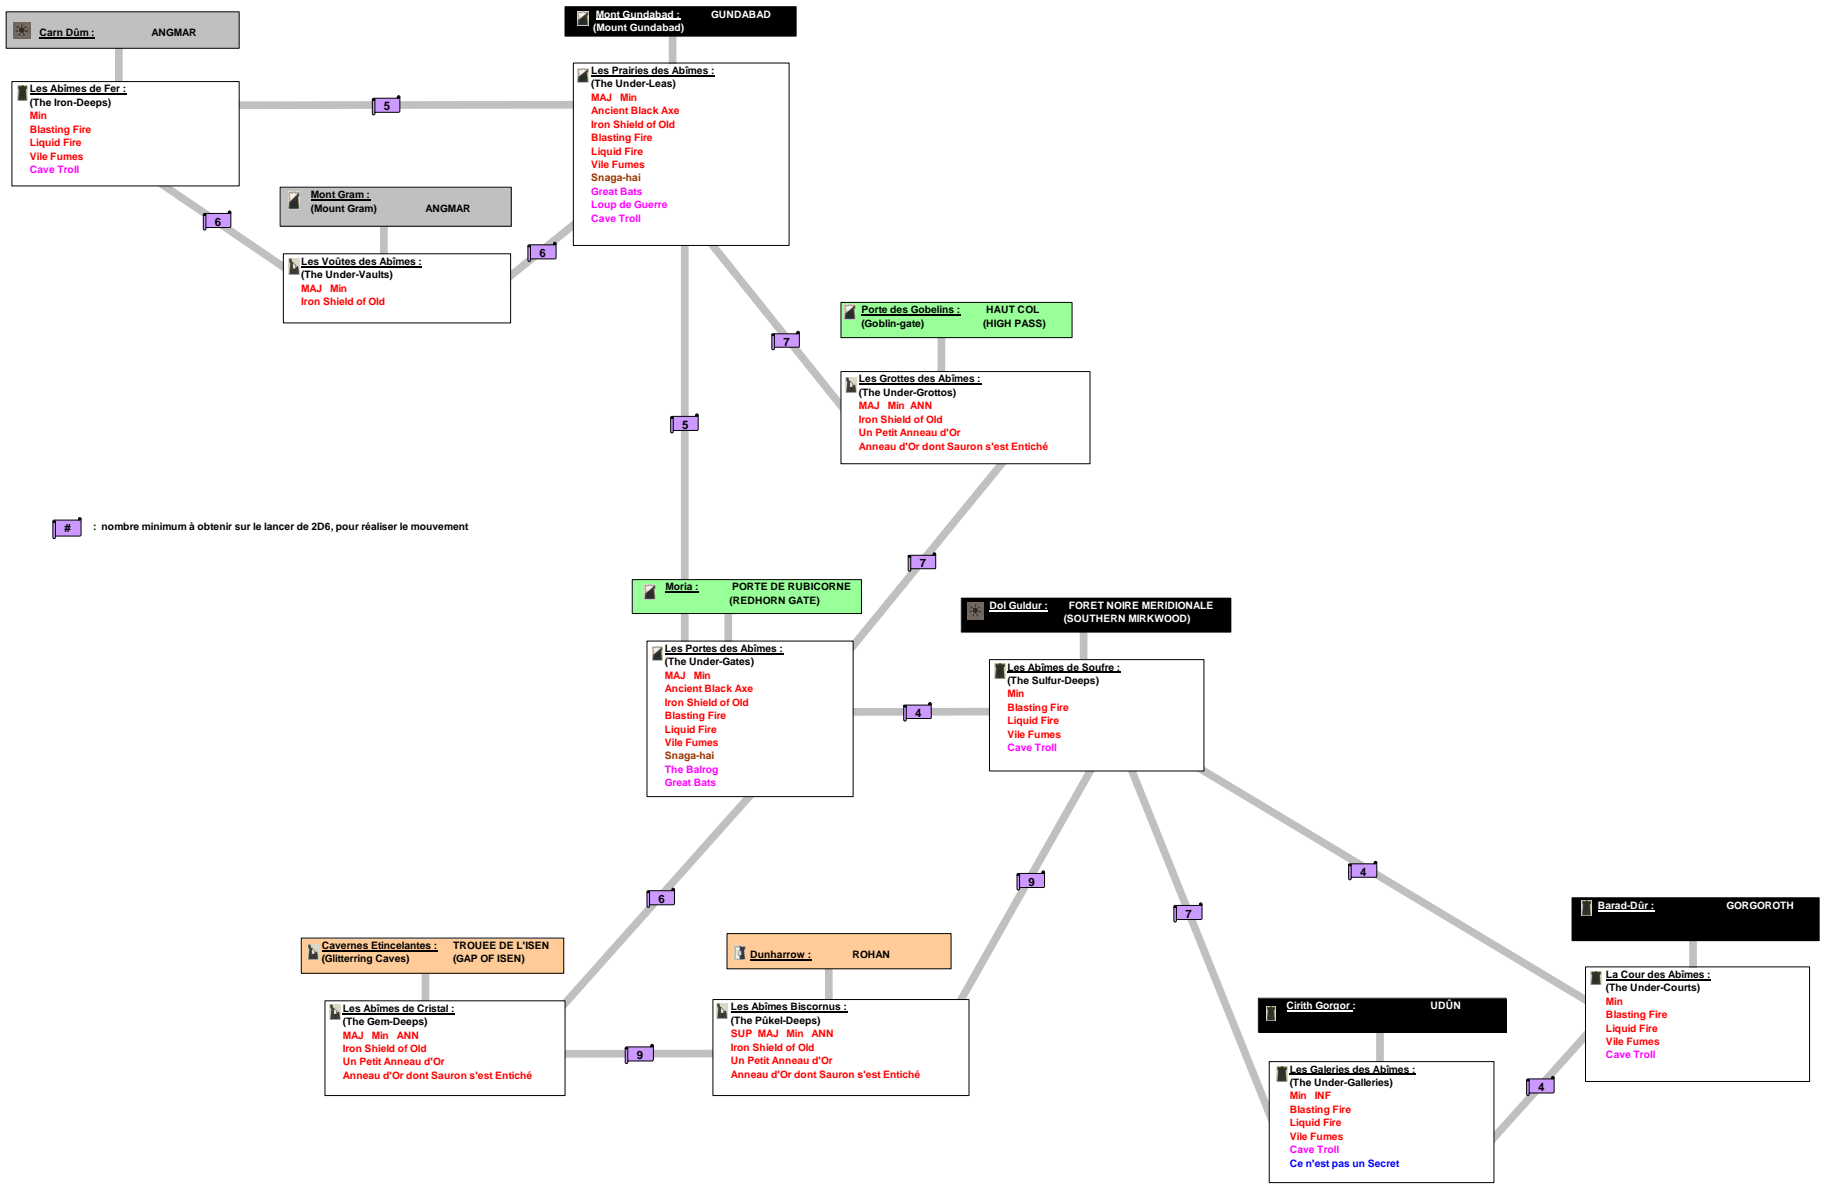 Carn Dûm : ANGMAR
Mont Gundabad : GUNDABAD
(Mount Gundabad)
Les Abîmes de Fer :
(The Iron-Deeps)
Min
Blasting Fire
Liquid Fire
Vile Fumes
Cave Troll
Les Prairies des Abîmes :
(The Under-Leas)
MAJ Min
Ancient Black Axe
Iron Shield of Old
Blasting Fire
Liquid Fire
Vile Fumes
Snaga-hai
Great Bats
Loup de Guerre
Cave Troll
5
Mont Gram :
(Mount Gram) ANGMAR
6
6
Les Voûtes des Abîmes :
(The Under-Vaults)
MAJ Min
Iron Shield of Old
Porte des Gobelins : HAUT COL
(Goblin-gate) (HIGH PASS)
7
Les Grottes des Abîmes :
(The Under-Grottos)
MAJ Min ANN
Iron Shield of Old
Un Petit Anneau d'Or
Anneau d'Or dont Sauron s'est Entiché
5
# : nombre minimum à obtenir sur le lancer de 2D6, pour réaliser le mouvement
7
Moria : PORTE DE RUBICORNE
(REDHORN GATE)
Dol Guldur : FORET NOIRE MERIDIONALE
(SOUTHERN MIRKWOOD)
Les Portes des Abîmes :
(The Under-Gates)
MAJ Min
Ancient Black Axe
Iron Shield of Old
Blasting Fire
Liquid Fire
Vile Fumes
Snaga-hai
The Balrog
Great Bats
4
Les Abîmes de Soufre :
(The Sulfur-Deeps)
Min
Blasting Fire
Liquid Fire
Vile Fumes
Cave Troll
6
9
7
4
Cavernes Etincelantes : TROUEE DE L'ISEN
(Glitterring Caves) (GAP OF ISEN)
Dunharrow : ROHAN
Barad-Dûr : GORGOROTH
Les Abîmes de Cristal :
(The Gem-Deeps)
MAJ Min ANN
Iron Shield of Old
Un Petit Anneau d'Or
Anneau d'Or dont Sauron s'est Entiché
9
Les Abîmes Biscornus :
(The Pûkel-Deeps)
SUP MAJ Min ANN
Iron Shield of Old
Un Petit Anneau d'Or
Anneau d'Or dont Sauron s'est Entiché
La Cour des Abîmes :
(The Under-Courts)
Min
Blasting Fire
Liquid Fire
Vile Fumes
Cave Troll
Cirith Gorgor : UDÛN
4
Les Galeries des Abîmes :
(The Under-Galleries)
Min INF
Blasting Fire
Liquid Fire
Vile Fumes
Cave Troll
Ce n'est pas un Secret